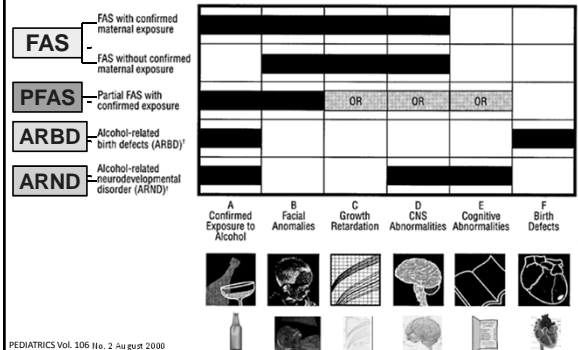 FAS
FAS with confirmed
maternal exposure
FAS without confirmed
maternal exposure
PFAS
Partial FAS with
confirmed exposure
OR
OR
OR
ARBD
Alcohol-related
birth defects (ARBD)†
ARND
Alcohol-related
neurodevelopmental
disorder (ARND)†
A
Confirmed
Exposure to
Alcohol
B
Facial
Anomalies
C
Growth
Retardation
D
CNS
Abnormalities
E
Cognitive
Abnormalities
F
Birth
Defects
PEDIATRICS Vol. 106 No. 2 August 2000